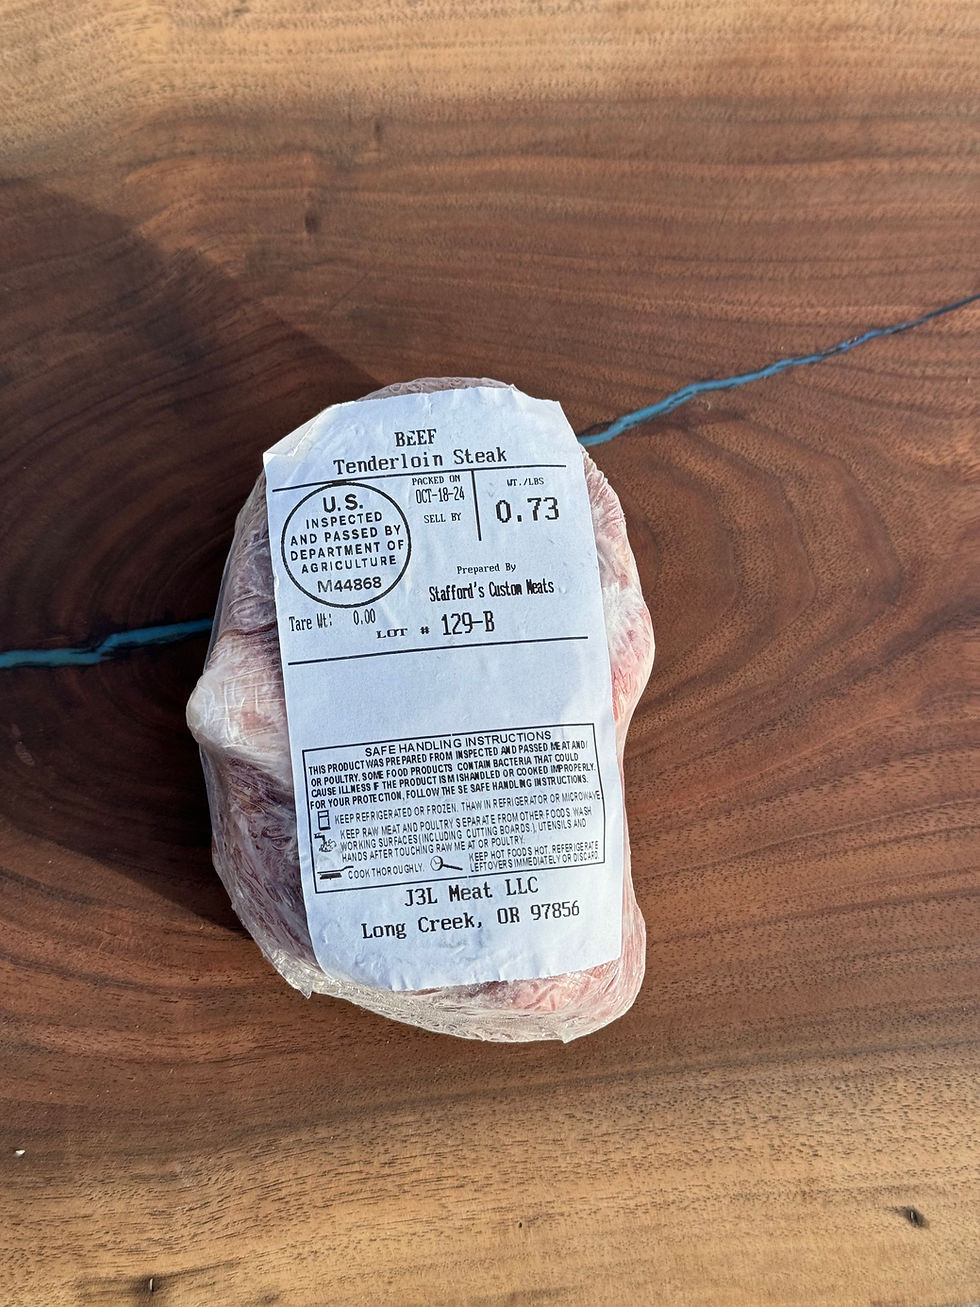 BEEF
Tenderloin Steak
U.S.
INSPECTED
AND PASSED BY
DEPARTMENT OF
AGRICULTURE
M44868
PACKED ON
OCT-18-24
SELL BY
WT./LBS
0.73
Prepared By
Stafford's Custom Meats
Tare Wt: 0.00
LOT # 129-B
SAFE HANDLING INSTRUCTIONS
THIS PRODUCT WAS PREPARED FROM INSPECTED AND PASSED MEAT AND/
OR POULTRY. SOME FOOD PRODUCTS CONTAIN BACTERIA THAT COULD
CAUSE ILLNESS IF THE PRODUCT IS MISHANDLED OR COOKED IMPROPERLY.
FOR YOUR PROTECTION, FOLLOW THESE SAFE HANDLING INSTRUCTIONS.
KEEP REFRIGERATED OR FROZEN. THAW IN REFRIGERATOR OR MICROWAVE
KEEP RAW MEAT AND POULTRY SEPARATE FROM OTHER FOODS. WASH
WORKING SURFACES (INCLUDING CUTTING BOARDS), UTENSILS AND
HANDS AFTER TOUCHING RAW MEAT OR POULTRY.
COOK THOROUGHLY.
KEEP HOT FOODS HOT. REFRIGERATE
LEFTOVERS IMMEDIATELY OR DISCARD.
J3L Meat LLC
Long Creek, OR 97856